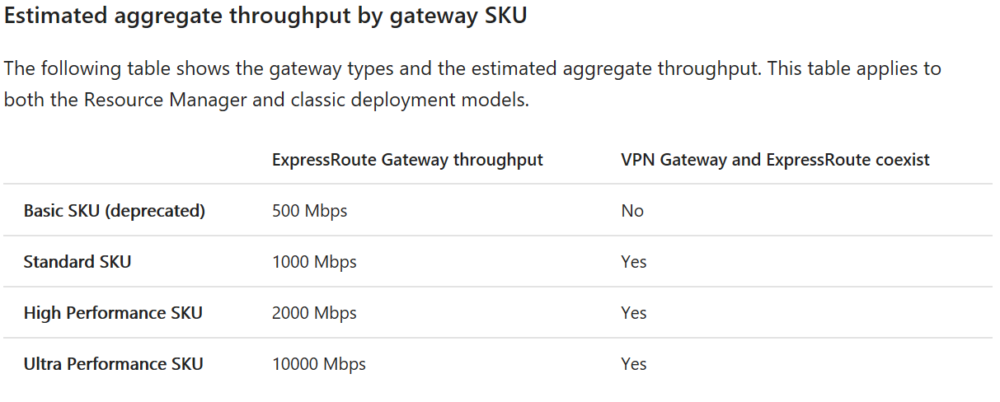 Estimated aggregate throughput by gateway SKU
The following table shows the gateway types and the estimated aggregate throughput. This table applies to
both the Resource Manager and classic deployment models.
ExpressRoute Gateway throughput VPN Gateway and ExpressRoute coexist
Basic SKU (deprecated) 500 Mbps No
Standard SKU 1000 Mbps Yes
High Performance SKU 2000 Mbps Yes
Ultra Performance SKU 10000 Mbps Yes